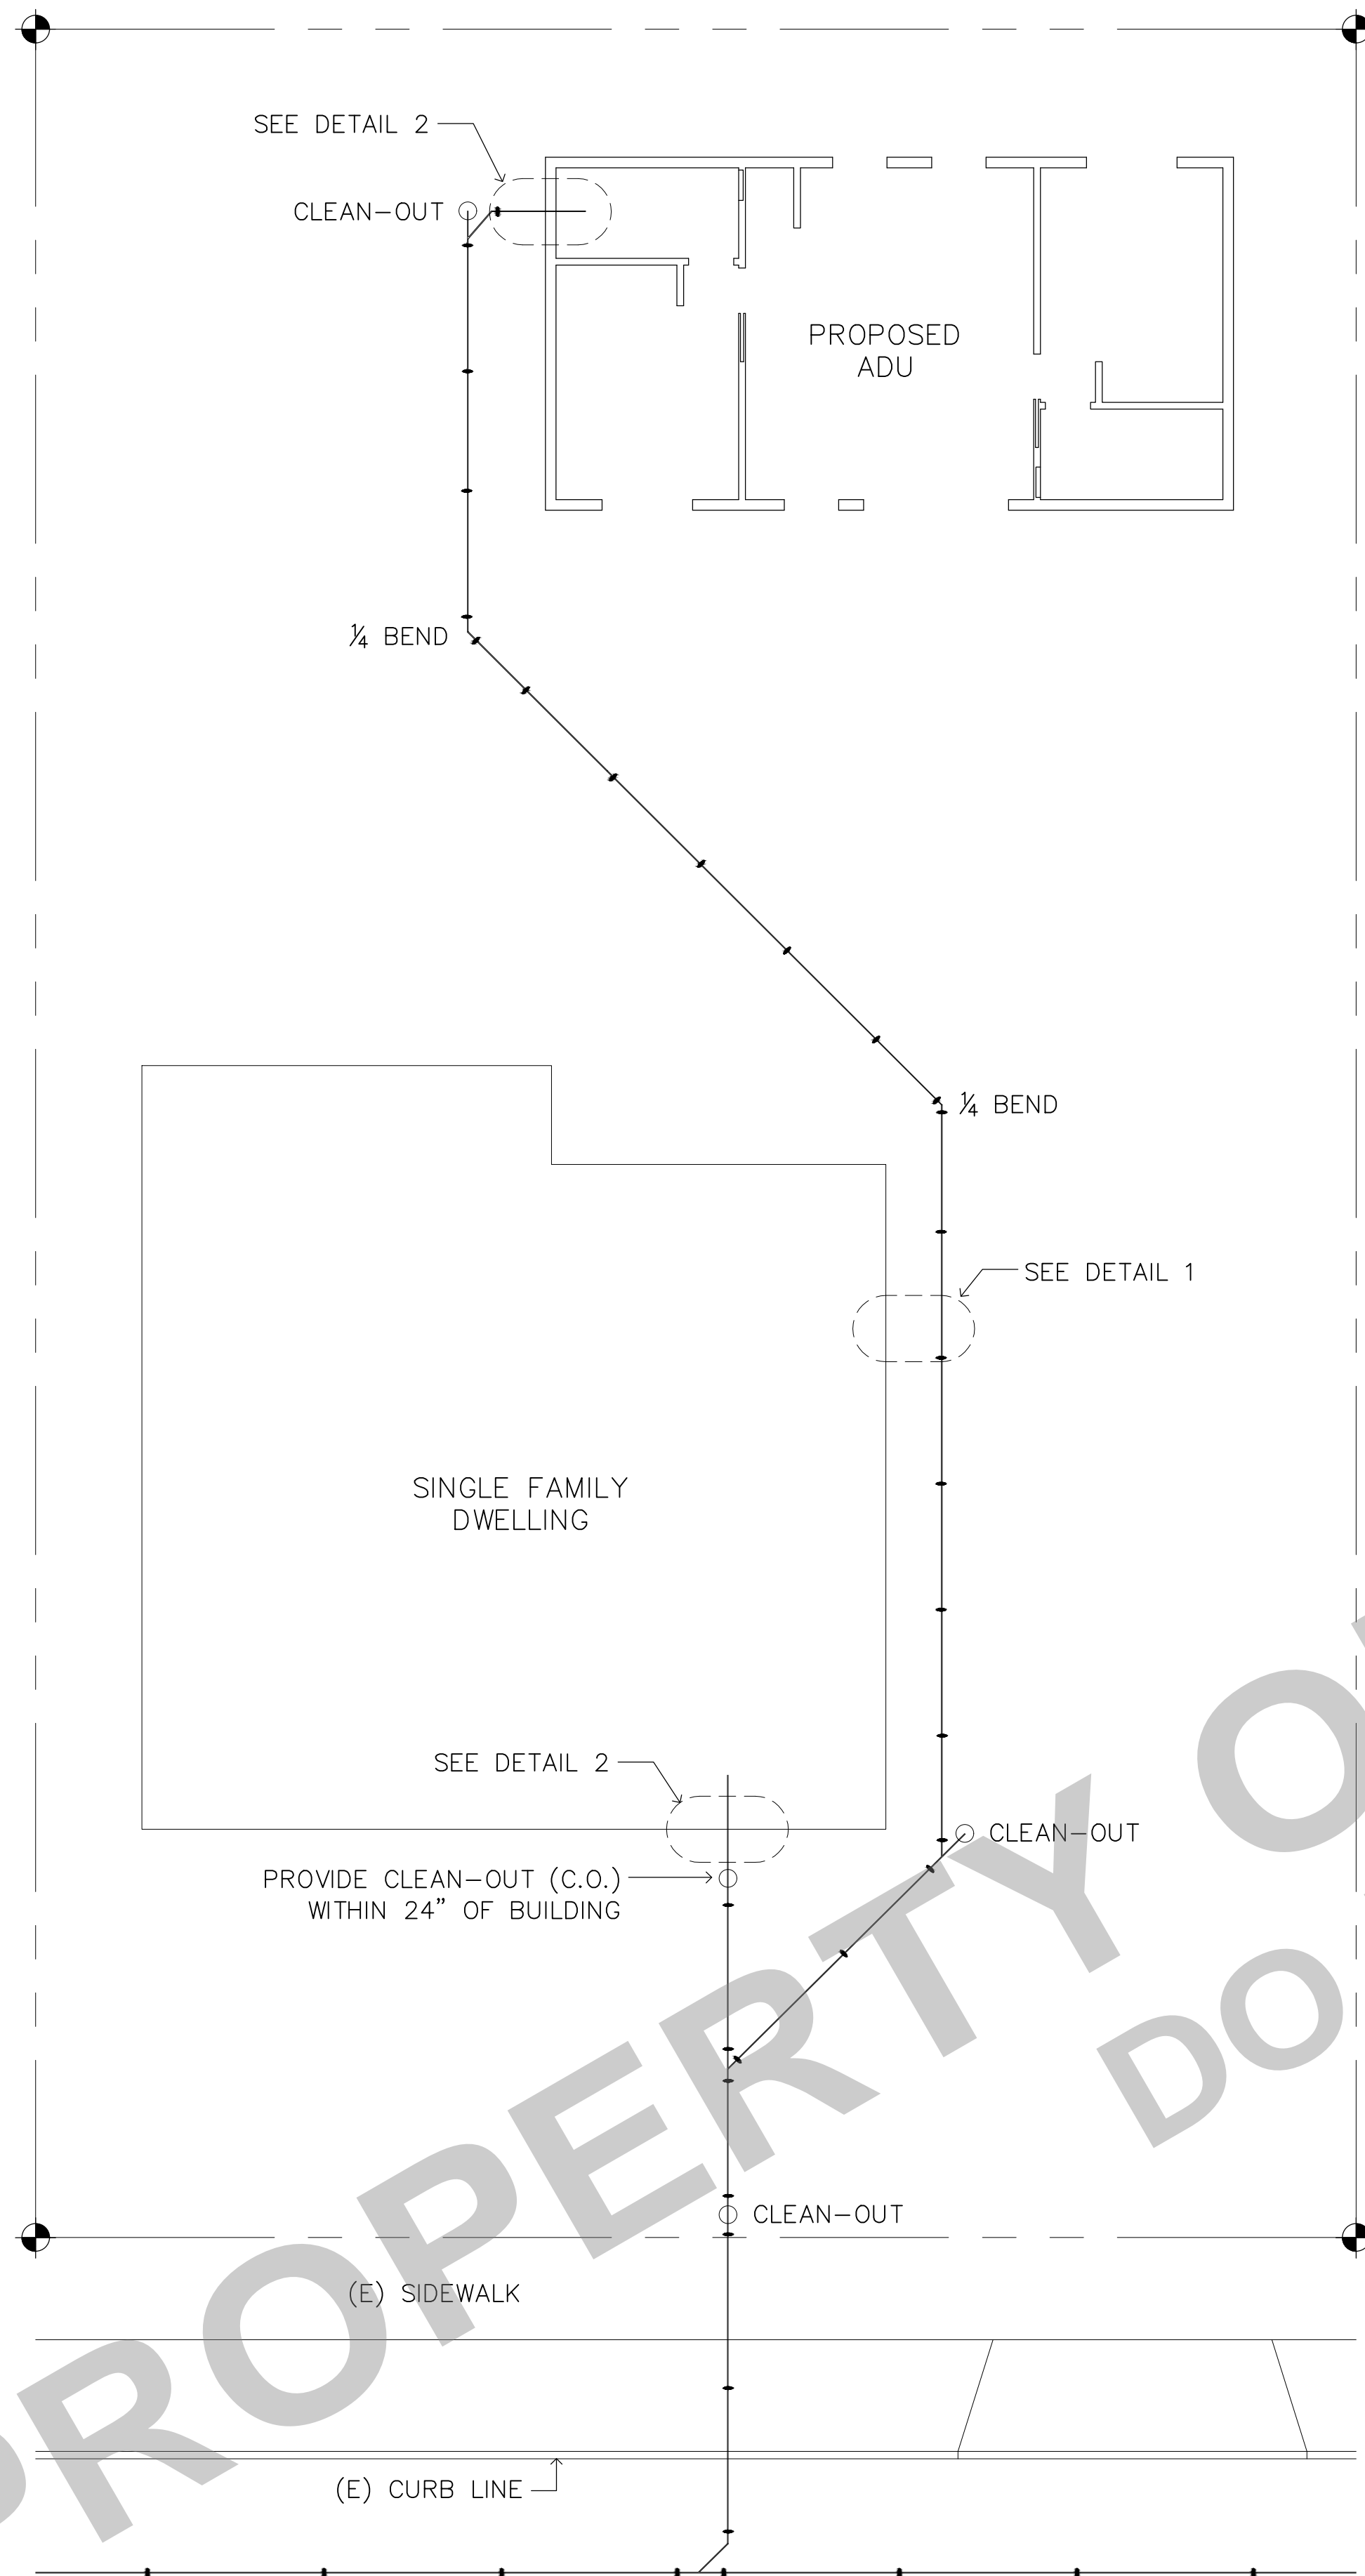 SEE DETAIL 2
CLEAN-OUT
PROPOSED
ADU
¼ BEND
¼ BEND
SEE DETAIL 1
SINGLE FAMILY
DWELLING
SEE DETAIL 2
CLEAN-OUT
PROVIDE CLEAN-OUT (C.O.)
WITHIN 24" OF BUILDING
CLEAN-OUT
(E) SIDEWALK
(E) CURB LINE
PROPERTY O
DO